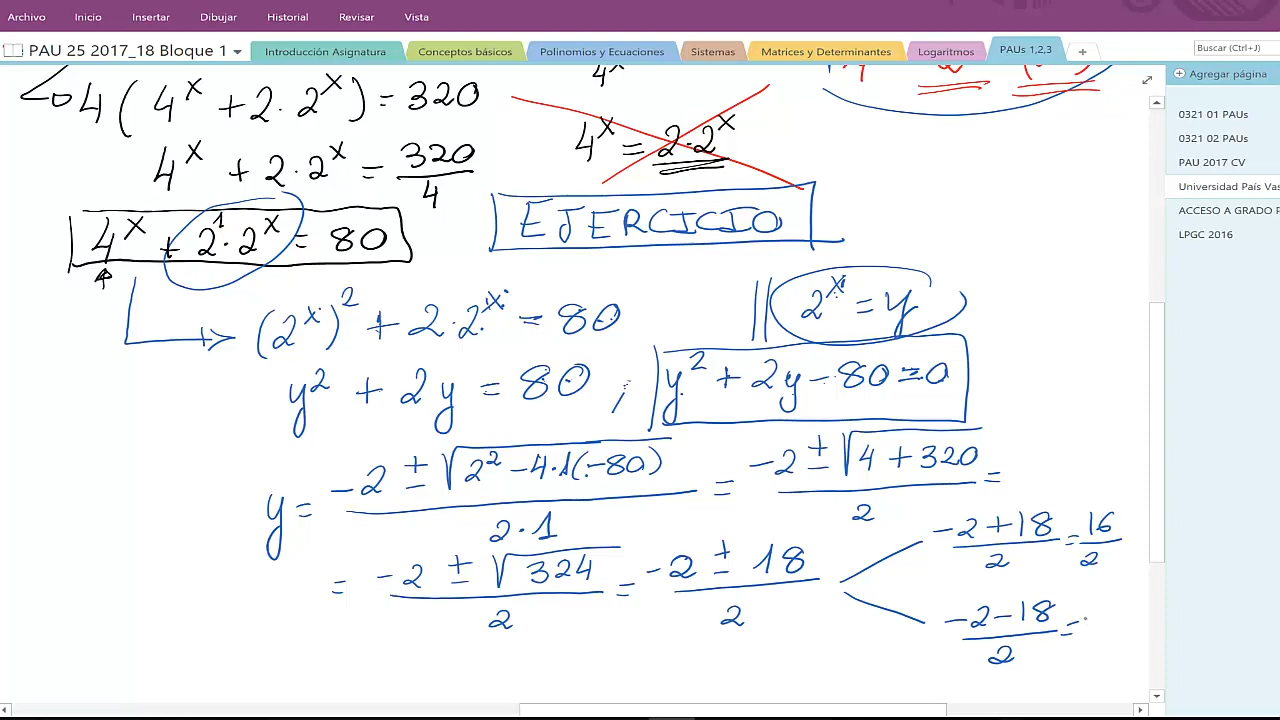 Archivo Inicio Insertar Dibujar Historial Revisar Vista
PAU 25 2017_18 Bloque 1 Introducción Asignatura Conceptos básicos Polinomios y Ecuaciones Sistemas Matrices y Determinantes Logaritmos PAUs 1,2,3 Buscar (Ctrl+J)
Agregar página
0321 01 PAUs
0321 02 PAUs
PAU 2017 CV
Universidad País Vas
ACCESO A GRADO P
LPGC 2016
4(4^x + 2·2^x) = 320
4^x
4^x + 2·2^x = 320/4
4^x = 2·2^x
4^x + 2^1·2^x = 80
EJERCICIO
(2^x)^2 + 2·2^x = 80
2^x = y
y^2 + 2y = 80 ; y^2 + 2y - 80 = 0
y = (-2 ± √(2^2 - 4·1(-80)))/(2·1) = (-2 ± √(4 + 320))/2 =
= (-2 ± √324)/2 = (-2 ± 18)/2
(-2 + 18)/2 = 16/2
(-2 - 18)/2 =